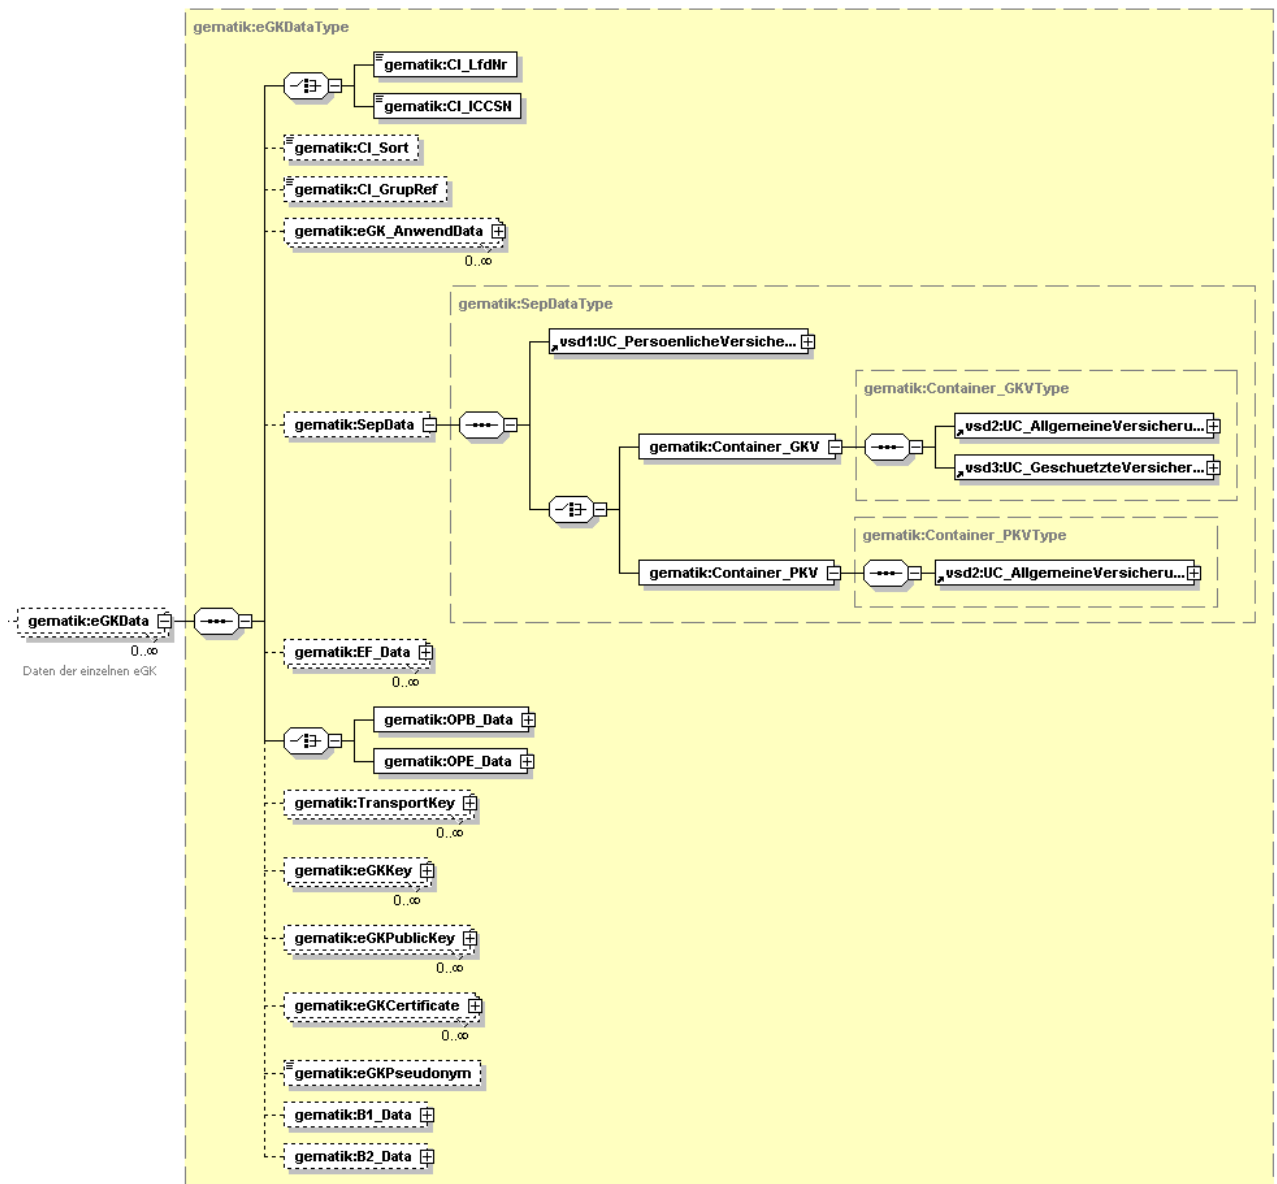 gematik:eGKDataType
gematik:CI_LfdNr
gematik:CI_ICCSN
gematik:CI_Sort
gematik:CI_GrupRef
gematik:eGK_AnwendData
0..∞
gematik:SepDataType
vsd1:UC_PersoenlicheVersiche...
gematik:Container_GKVType
gematik:SepData
vsd2:UC_AllgemeineVersicheru...
gematik:Container_GKV
vsd3:UC_GeschuetzteVersicher...
gematik:Container_PKVType
gematik:Container_PKV
vsd2:UC_AllgemeineVersicheru...
gematik:eGKData
0..∞
Daten der einzelnen eGK
gematik:EF_Data
0..∞
gematik:OPB_Data
gematik:OPE_Data
gematik:TransportKey
0..∞
gematik:eGKKey
0..∞
gematik:eGKPublicKey
0..∞
gematik:eGKCertificate
0..∞
gematik:eGKPseudonym
gematik:B1_Data
gematik:B2_Data